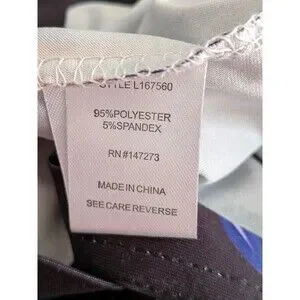 STYLE L167560
95%POLYESTER
5%SPANDEX
RN#147273
MADE IN CHINA
SEE CARE REVERSE